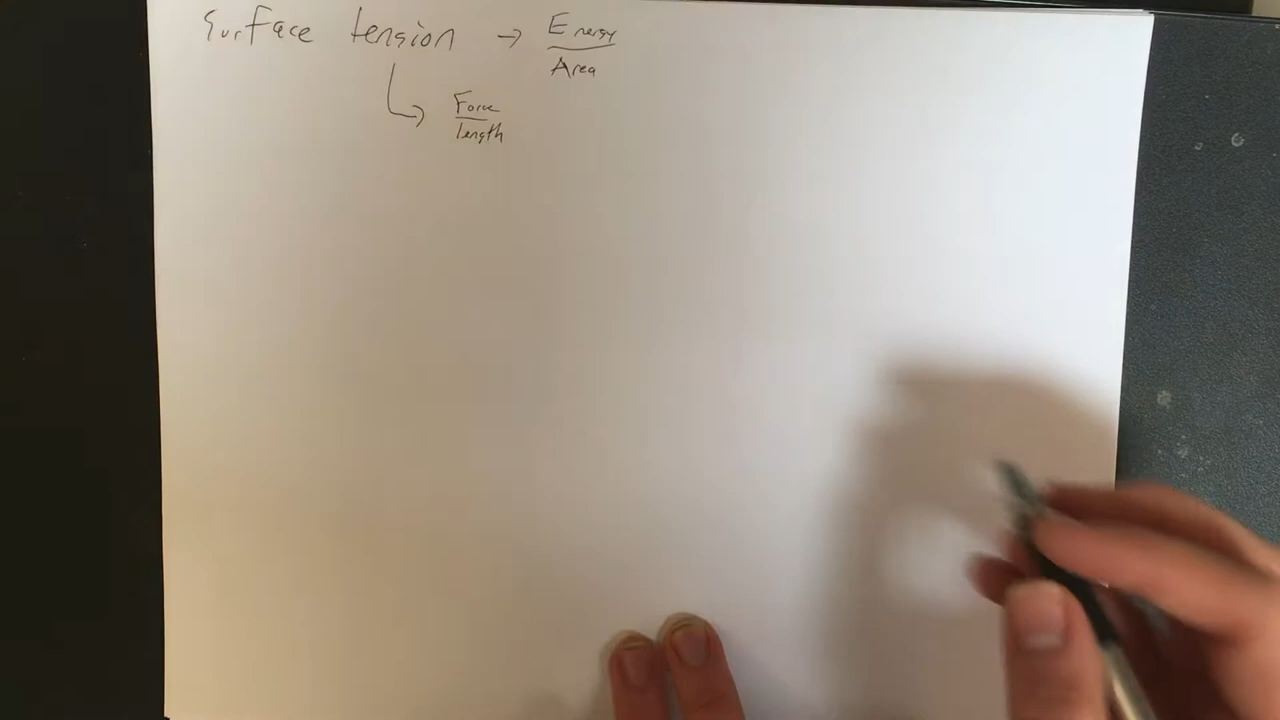 Surface tension → Energy
Area
Force
length